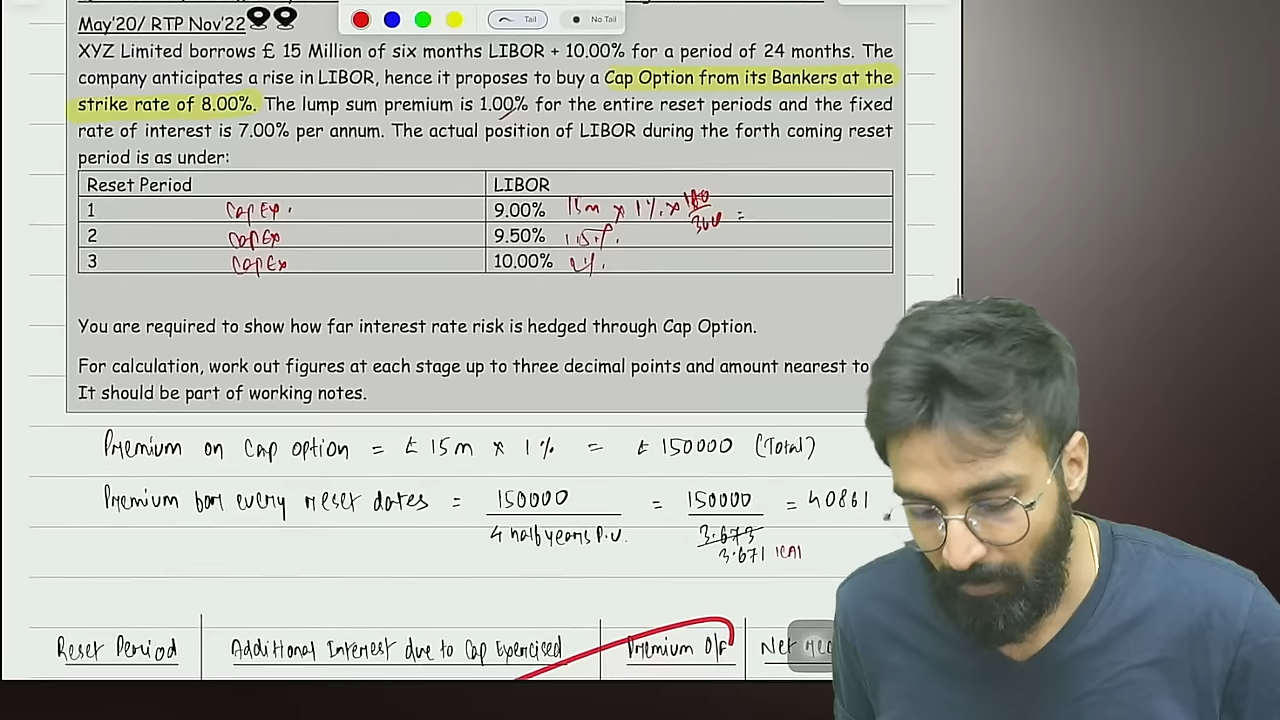 Tail
No Tail
May'20/ RTP Nov'22
XYZ Limited borrows £ 15 Million of six months LIBOR + 10.00% for a period of 24 months. The
company anticipates a rise in LIBOR, hence it proposes to buy a Cap Option from its Bankers at the
strike rate of 8.00%. The lump sum premium is 1.00% for the entire reset periods and the fixed
rate of interest is 7.00% per annum. The actual position of LIBOR during the forth coming reset
period is as under:
Reset Period LIBOR
1 Cap Ex. 9.00% 15m x 1% x 180/360 =
2 Cap Ex 9.50% 1.5%.
3 Cap Ex 10.00% 2%.
You are required to show how far interest rate risk is hedged through Cap Option.
For calculation, work out figures at each stage up to three decimal points and amount nearest to
It should be part of working notes.
Premium on Cap option = £ 15m x 1% = £ 150000 (Total)
Premium for every reset dates = 150000 = 150000 = 40861
4 half years P.V. 3.673
3.671 ICAI
Reset Period Additional Interest due to Cap Exercised Premium O/F Net